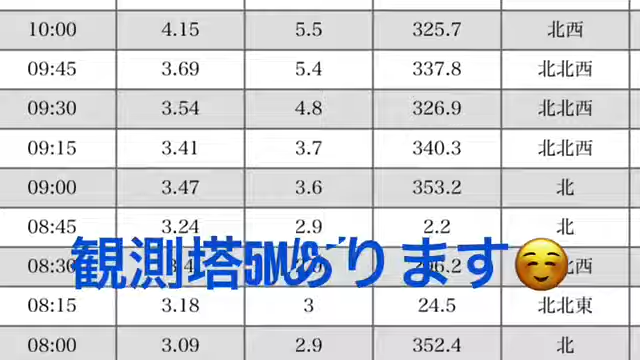 10:00 4.15 5.5 325.7 北西
09:45 3.69 5.4 337.8 北北西
09:30 3.54 4.8 326.9 北北西
09:15 3.41 3.7 340.3 北北西
09:00 3.47 3.6 353.2 北
08:45 3.24 2.9 2.2 北
観測塔5M/Sあります☺️
08:15 3.18 3 24.5 北北東
08:00 3.09 2.9 352.4 北